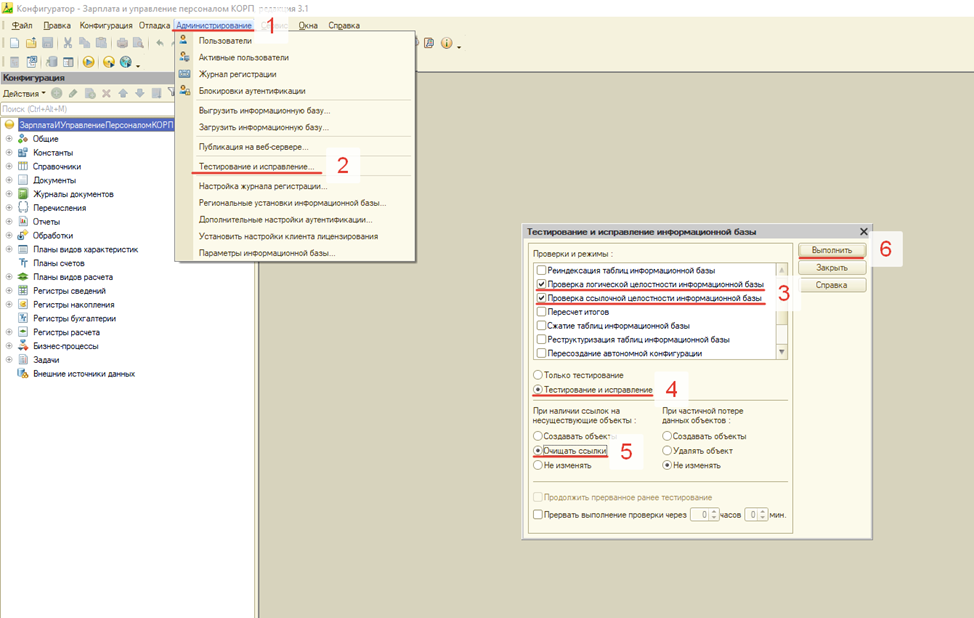 Конфигуратор - Зарплата и управление персоналом КОРП, редакция 3.1
Файл Правка Конфигурация Отладка Администрирование 1 Окна Справка
Пользователи
Активные пользователи
Журнал регистрации
Блокировки аутентификации
Выгрузить информационную базу...
Загрузить информационную базу...
Публикация на веб-сервере...
Тестирование и исправление... 2
Настройка журнала регистрации...
Региональные установки информационной базы...
Дополнительные настройки аутентификации...
Установить настройки клиента лицензирования
Параметры информационной базы...
Конфигурация
Действия
Поиск (Ctrl+Alt+M)
ЗарплатаИУправлениеПерсоналомКОРП
Общие
Константы
Справочники
Документы
Журналы документов
Перечисления
Отчеты
Обработки
Планы видов характеристик
Планы счетов
Планы видов расчета
Регистры сведений
Регистры накопления
Регистры бухгалтерии
Регистры расчета
Бизнес-процессы
Задачи
Внешние источники данных
Тестирование и исправление информационной базы
Проверки и режимы :
Реиндексация таблиц информационной базы
Проверка логической целостности информационной базы
Проверка ссылочной целостности информационной базы
3
Пересчет итогов
Сжатие таблиц информационной базы
Реструктуризация таблиц информационной базы
Пересоздание автономной конфигурации
Выполнить 6
Закрыть
Справка
Только тестирование
Тестирование и исправление 4
При наличии ссылок на
несуществующие объекты :
Создавать объекты
Очищать ссылки 5
Не изменять
При частичной потере
данных объектов :
Создавать объекты
Удалять объект
Не изменять
Продолжить прерванное ранее тестирование
Прервать выполнение проверки через 0 часов 0 мин.